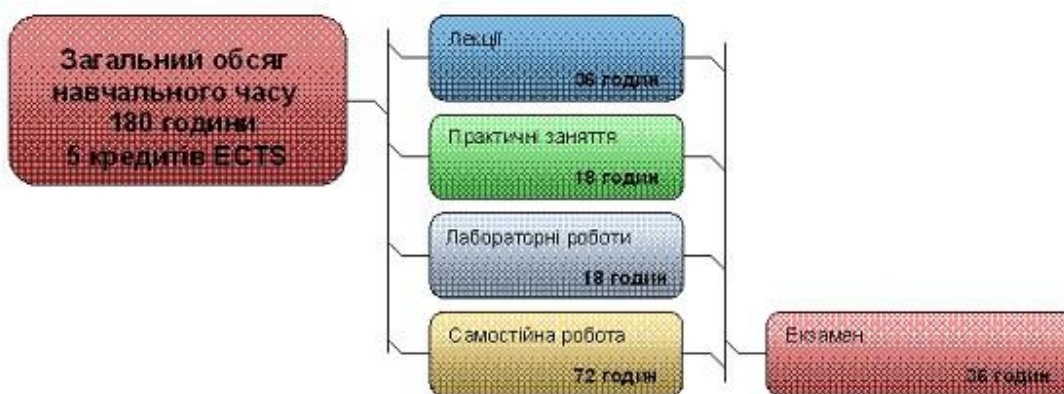 Загальний обсяг
навчального часу
180 години
5 кредитів ECTS
Лекції
36 годин
Практичні заняття
18 годин
Лабораторні роботи
18 годин
Самостійна робота
72 годин
Екзамен
36 годин